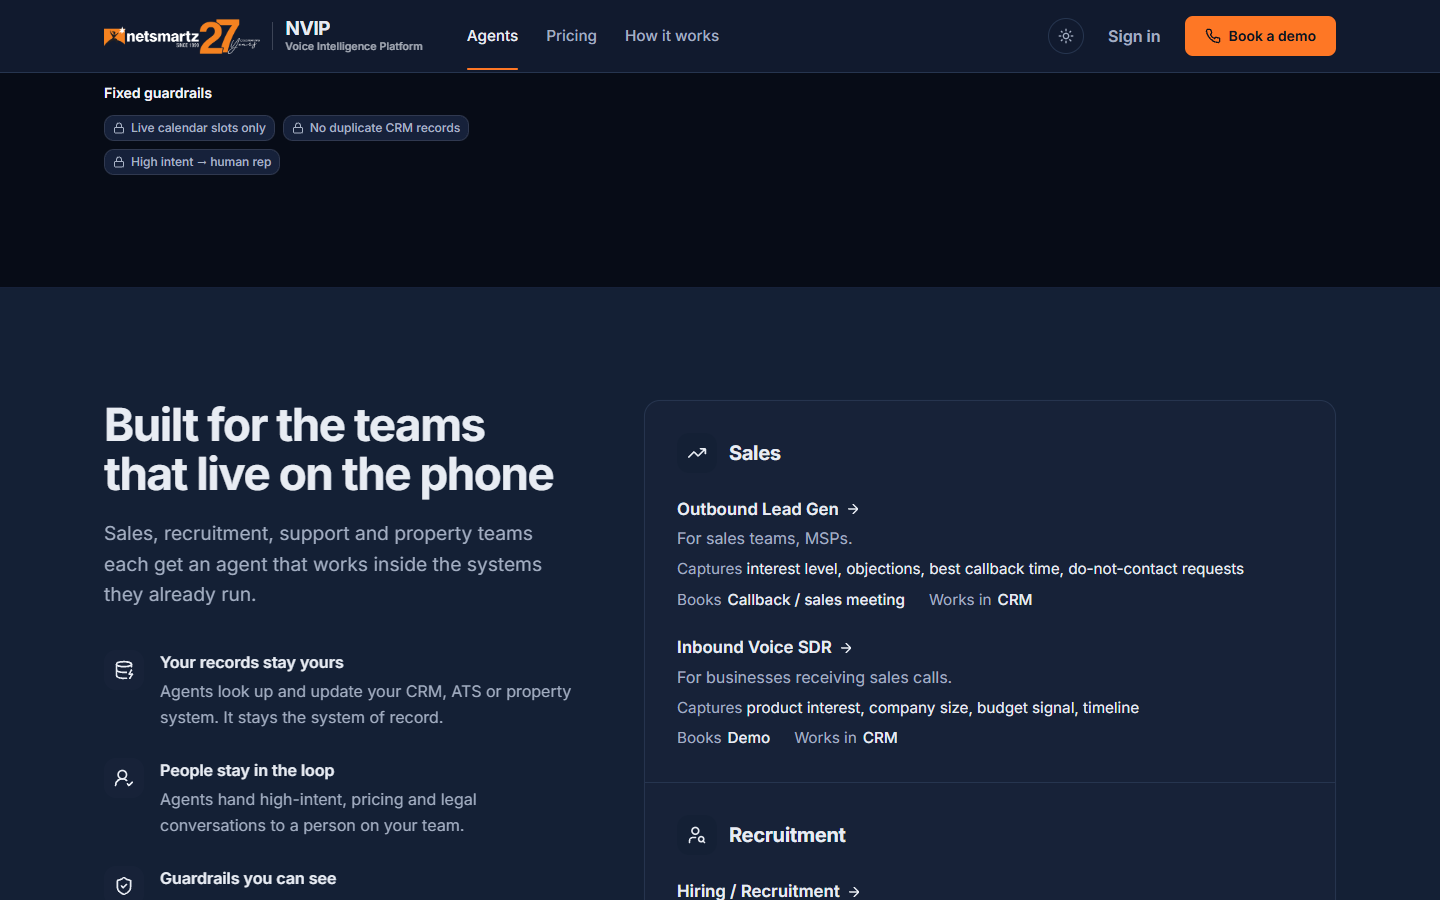 netsmartz
SINCE 1999
27
Years
NVIP
Voice Intelligence Platform
Agents
Pricing
How it works
Sign in
Book a demo
Fixed guardrails
Live calendar slots only
No duplicate CRM records
High intent → human rep
Built for the teams
that live on the phone
Sales, recruitment, support and property teams
each get an agent that works inside the systems
they already run.
Your records stay yours
Agents look up and update your CRM, ATS or property
system. It stays the system of record.
People stay in the loop
Agents hand high-intent, pricing and legal
conversations to a person on your team.
Guardrails you can see
Sales
Outbound Lead Gen →
For sales teams, MSPs.
Captures interest level, objections, best callback time, do-not-contact requests
Books Callback / sales meeting Works in CRM
Inbound Voice SDR →
For businesses receiving sales calls.
Captures product interest, company size, budget signal, timeline
Books Demo Works in CRM
Recruitment
Hiring / Recruitment →